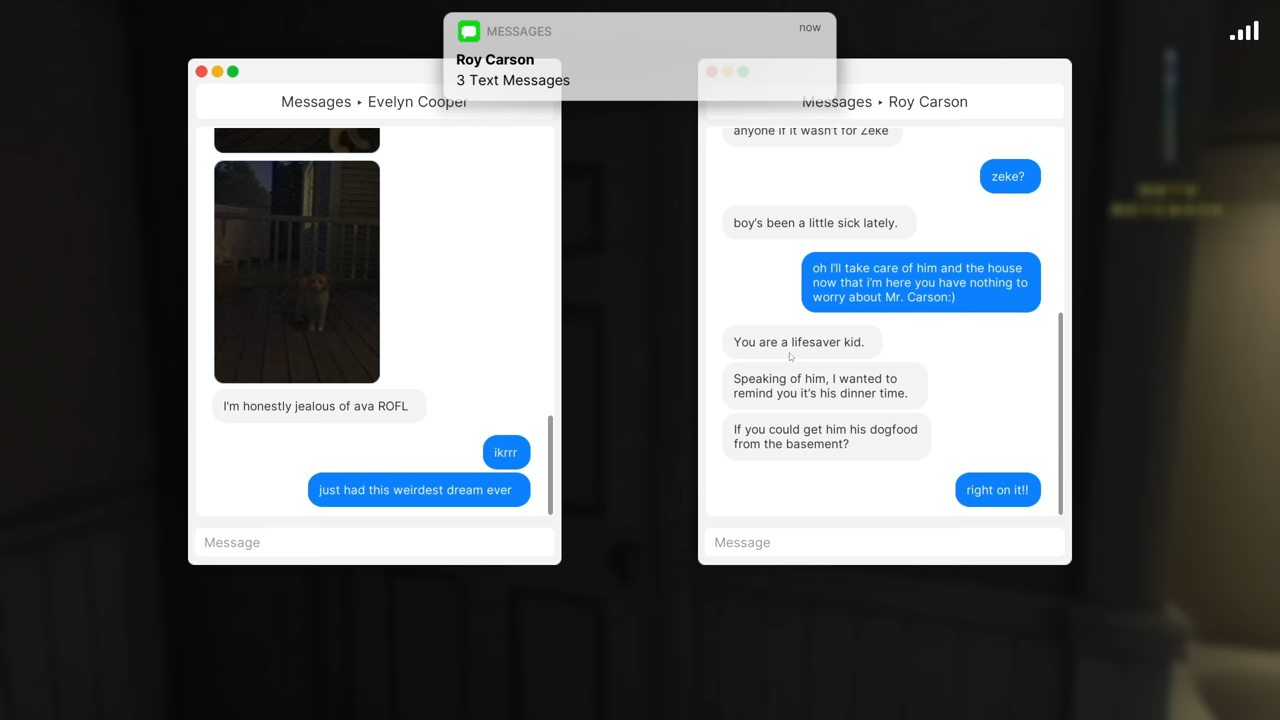 MESSAGES
now
Roy Carson
3 Text Messages
Messages ▸ Evelyn Cooper
I'm honestly jealous of ava ROFL
ikrrr
just had this weirdest dream ever
Message
Messages ▸ Roy Carson
anyone if it wasn't for Zeke
zeke?
boy's been a little sick lately.
oh I'll take care of him and the house
now that i'm here you have nothing to
worry about Mr. Carson:)
You are a lifesaver kid.
Speaking of him, I wanted to
remind you it's his dinner time.
If you could get him his dogfood
from the basement?
right on it!!
Message